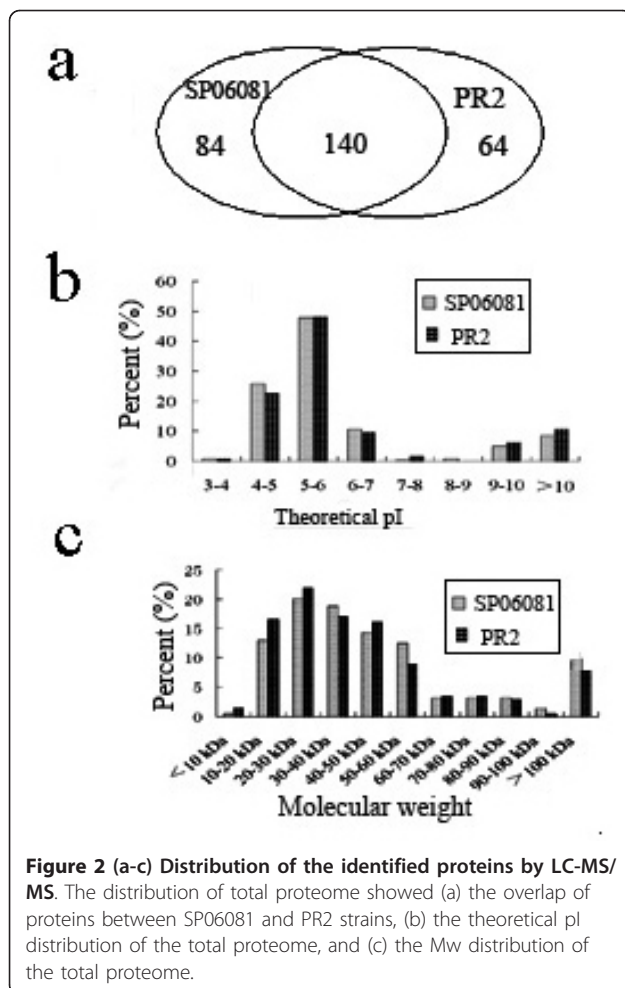 a
SP06081
PR2
84
140
64
b
60
50
40
30
20
10
0
Percent (%)
SP06081
PR2
3-4 4-5 5-6 6-7 7-8 8-9 9-10 >10
Theoretical pI
c
25
20
15
10
5
0
Percent (%)
SP06081
PR2
<10 kDa
10-20 kDa
20-30 kDa
30-40 kDa
40-50 kDa
50-60 kDa
60-70 kDa
70-80 kDa
80-90 kDa
90-100 kDa
>100 kDa
Molecular weight
Figure 2 (a-c) Distribution of the identified proteins by LC-MS/
MS. The distribution of total proteome showed (a) the overlap of
proteins between SP06081 and PR2 strains, (b) the theoretical pI
distribution of the total proteome, and (c) the Mw distribution of
the total proteome.